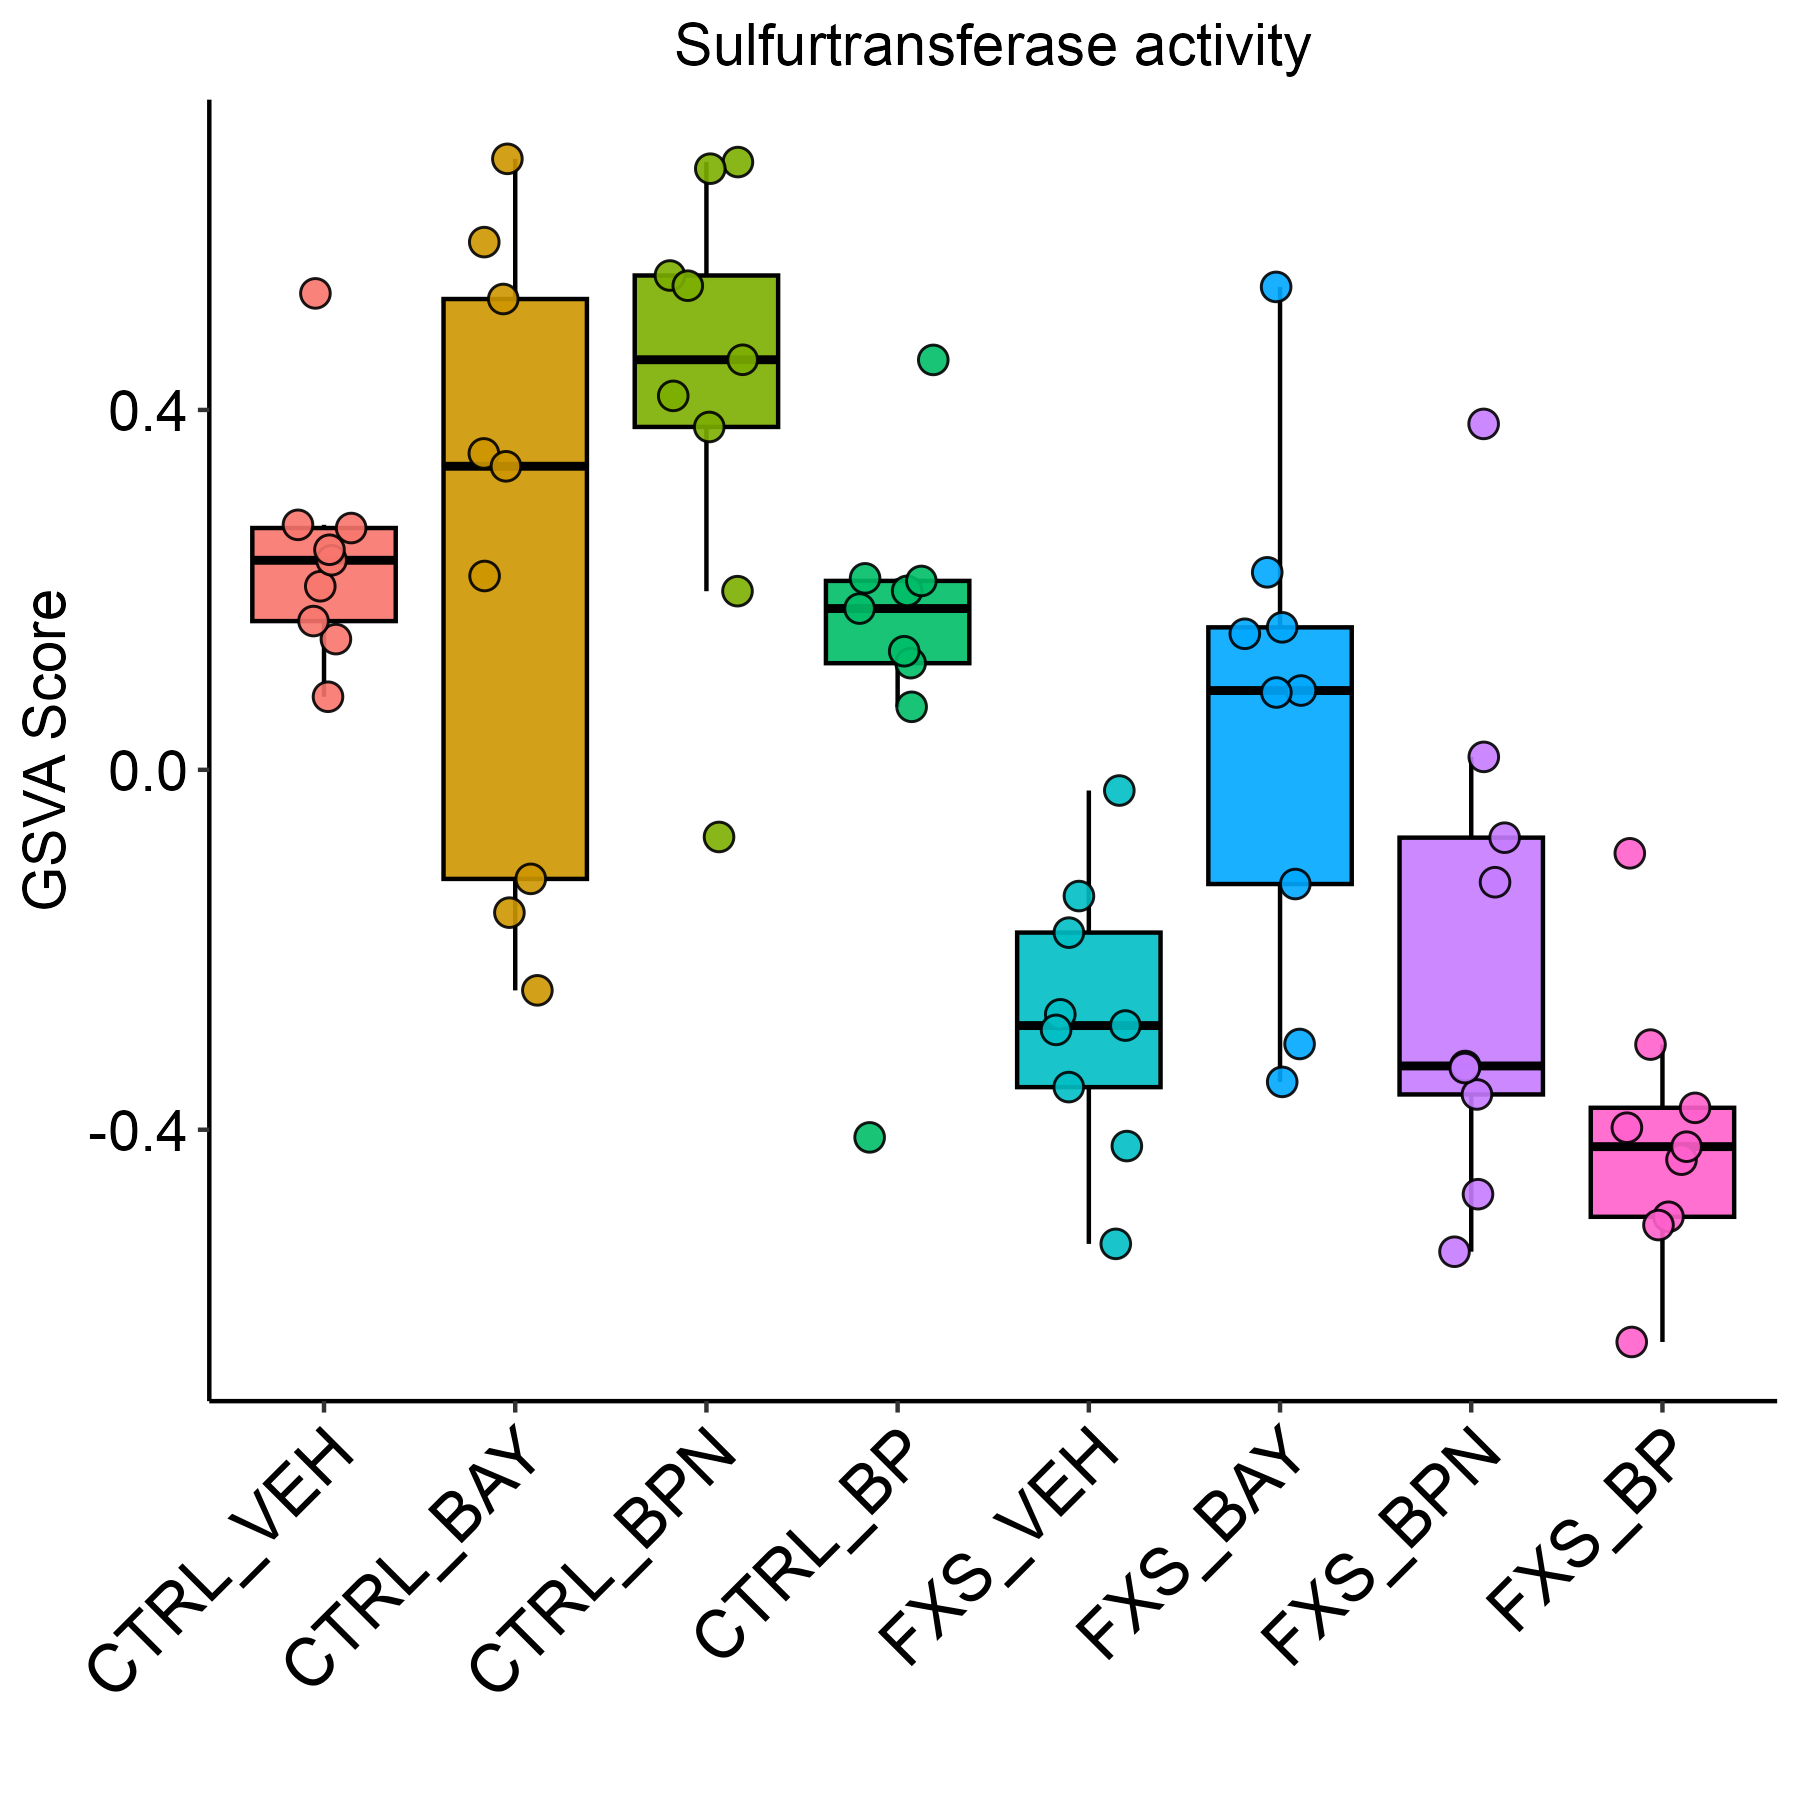 Sulfurtransferase activity
GSVA Score
0.4
0.0
-0.4
CTRL_VEH
CTRL_BAY
CTRL_BPN
CTRL_BP
FXS_VEH
FXS_BAY
FXS_BPN
FXS_BP